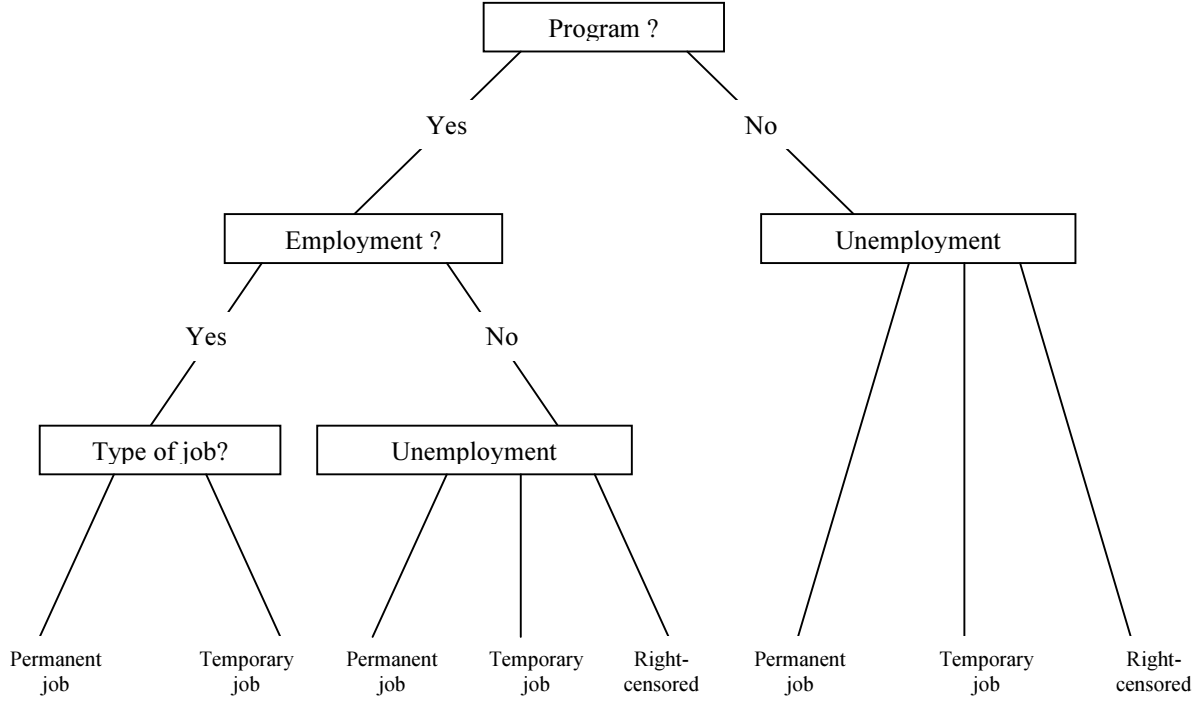 Program ?
Yes
No
Employment ?
Unemployment
Yes
No
Type of job?
Unemployment
Permanent
job
Temporary
job
Permanent
job
Temporary
job
Right-
censored
Permanent
job
Temporary
job
Right-
censored